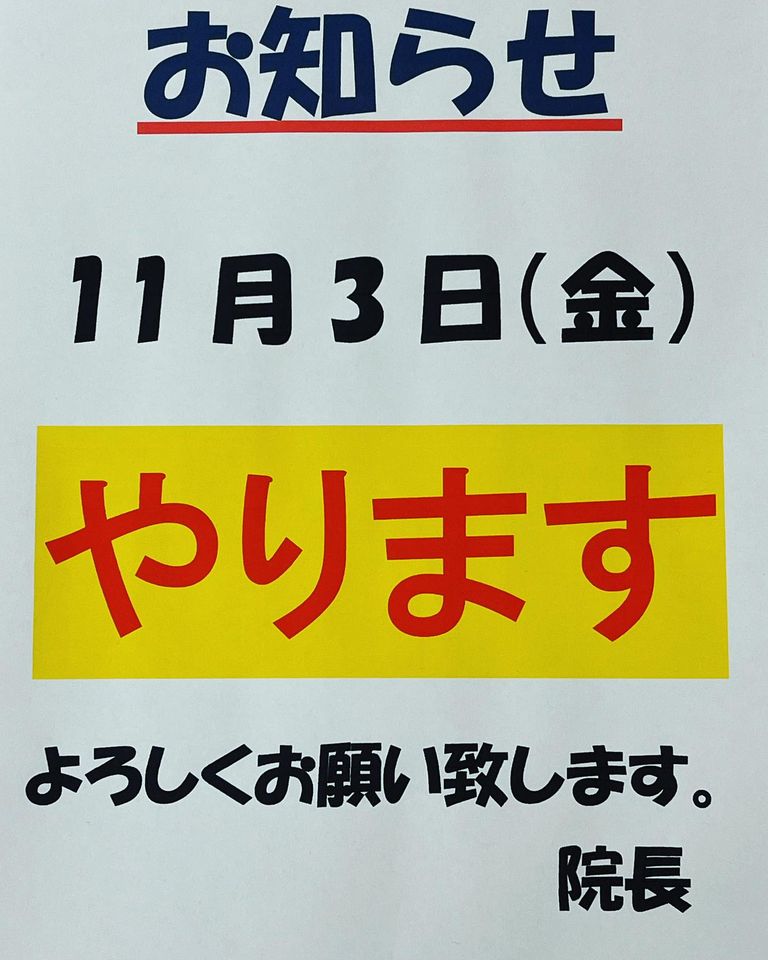 お知らせ
11月3日(金)
やります
よろしくお願い致します。
院長